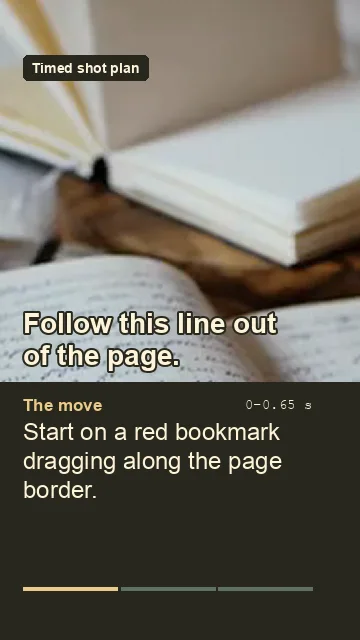 Timed shot plan
Follow this line out
of the page.
The move
0–0.65 s
Start on a red bookmark
dragging along the page
border.